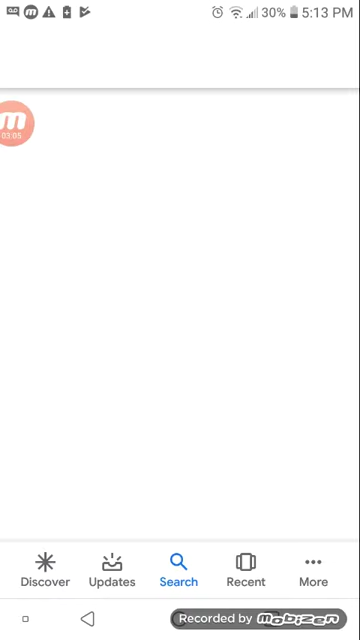 30% 5:13 PM
m
03:05
Discover Updates Search Recent More
Recorded by mobizen